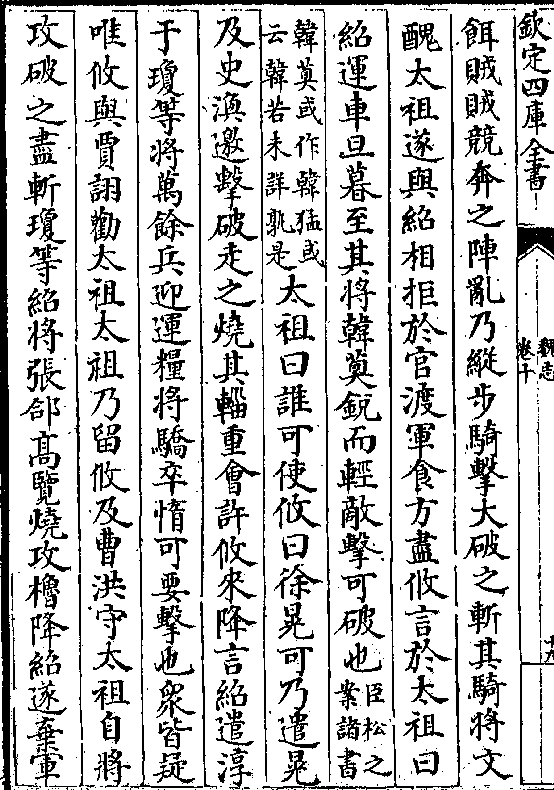 欽定四庫全書
魏志
卷十
十九
餌賊賊競奔之陣亂乃縱步騎擊大破之斬其騎將文
醜太祖遂與紹相拒於官渡軍食方盡攸言於太祖曰
紹運車旦暮至其將韓䔳銳而輕敵擊可破也臣松之案諸書
韓䔳或作韓猛或云韓若未詳孰是太祖曰誰可使攸曰徐晃可乃遣晃
及史渙邀擊破走之燒其輜重會許攸來降言紹遣淳
于瓊等將萬餘兵迎運糧將驕卒惰可要擊也衆皆疑
唯攸與賈詡勸太祖太祖乃留攸及曹洪守太祖自將
攻破之盡斬瓊等紹將張郃高覽燒攻櫓降紹遂棄軍